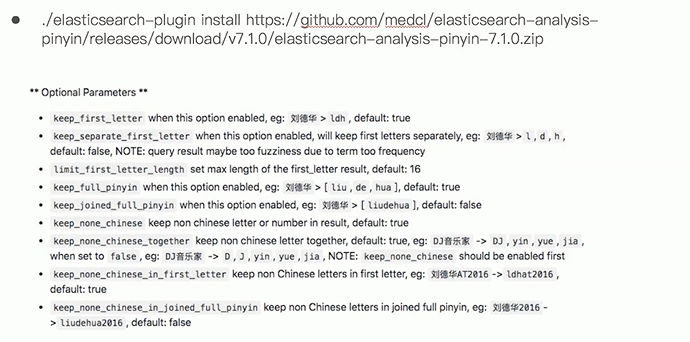 ./elasticsearch-plugin install https://github.com/medcl/elasticsearch-analysis-
pinyin/releases/download/v7.1.0/elasticsearch-analysis-pinyin-7.1.0.zip
** Optional Parameters **
• keep_first_letter when this option enabled, eg: 刘德华 > ldh , default: true
• keep_separate_first_letter when this option enabled, will keep first letters separately, eg: 刘德华 > l , d , h ,
default: false, NOTE: query result maybe too fuzziness due to term too frequency
• limit_first_letter_length set max length of the first_letter result, default: 16
• keep_full_pinyin when this option enabled, eg: 刘德华 > [ liu , de , hua ], default: true
• keep_joined_full_pinyin when this option enabled, eg: 刘德华 > [ liudehua ], default: false
• keep_none_chinese keep non chinese letter or number in result, default: true
• keep_none_chinese_together keep non chinese letter together, default: true, eg: DJ音乐家 -> DJ , yin , yue , jia ,
when set to false , eg: DJ音乐家 -> D , J , yin , yue , jia , NOTE: keep_none_chinese should be enabled first
• keep_none_chinese_in_first_letter keep non Chinese letters in first letter, eg: 刘德华AT2016 -> ldhat2016 ,
default: true
• keep_none_chinese_in_joined_full_pinyin keep non Chinese letters in joined full pinyin, eg: 刘德华2016 -
> liudehua2016 , default: false